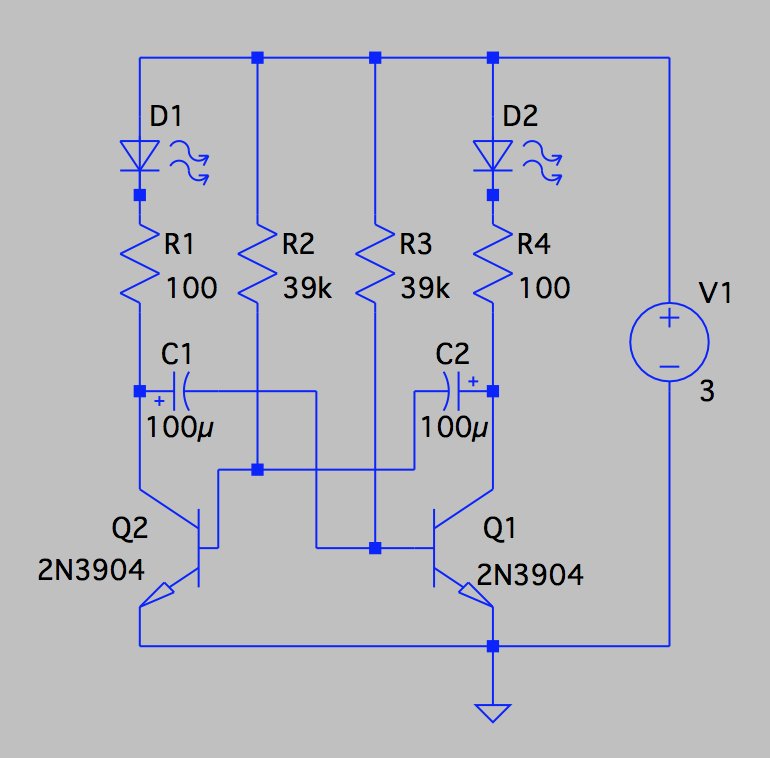 D1
D2
R1
100
R2
39k
R3
39k
R4
100
V1
+
−
3
C1
+
100µ
C2
+
100µ
Q2
2N3904
Q1
2N3904